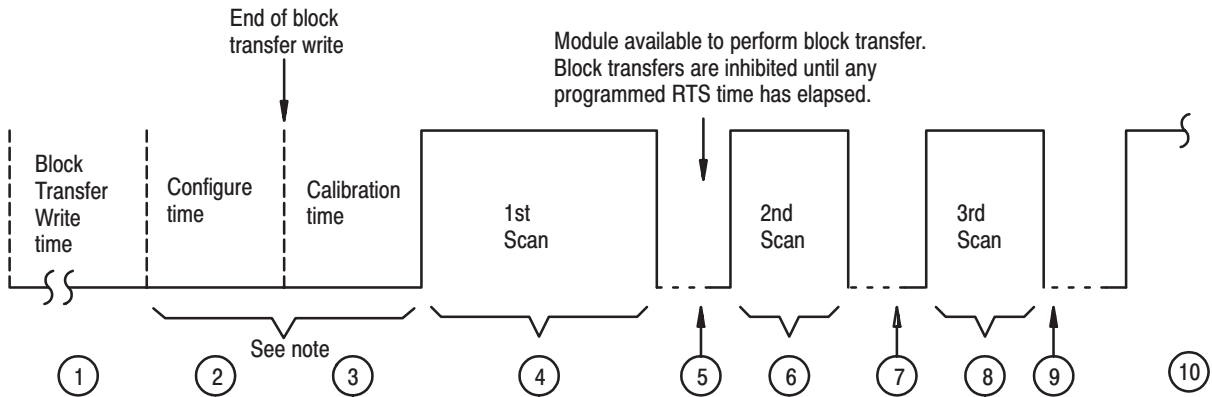 End of block
transfer write
Module available to perform block transfer.
Block transfers are inhibited until any
programmed RTS time has elapsed.
Block
Transfer
Write
time
Configure
time
Calibration
time
1st
Scan
2nd
Scan
3rd
Scan
See note
1
2
3
4
5
6
7
8
9
10